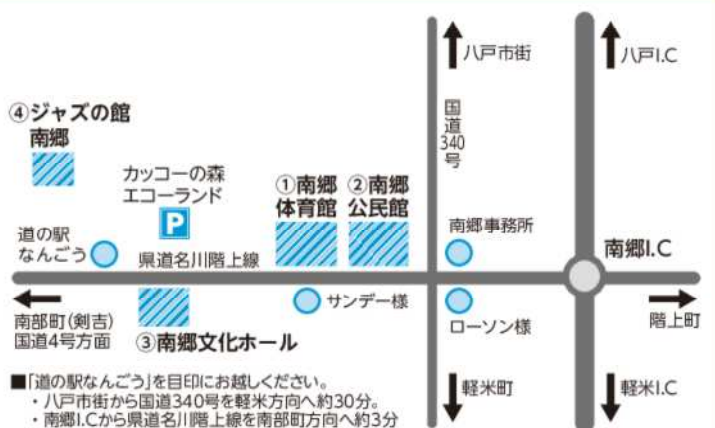 八戸市街
八戸I.C
④ジャズの館
南郷
国道340号
カッコーの森
エコーランド
P
①南郷
体育館
②南郷
公民館
道の駅
なんごう
県道名川階上線
南郷事務所
南郷I.C
南部町(剣吉)
国道4号方面
③南郷文化ホール
サンデー様
ローソン様
階上町
■「道の駅なんごう」を目印にお越しください。
・八戸市街から国道340号を軽米方向へ約30分。
・南郷I.Cから県道名川階上線を南部町方向へ約3分
軽米町
軽米I.C